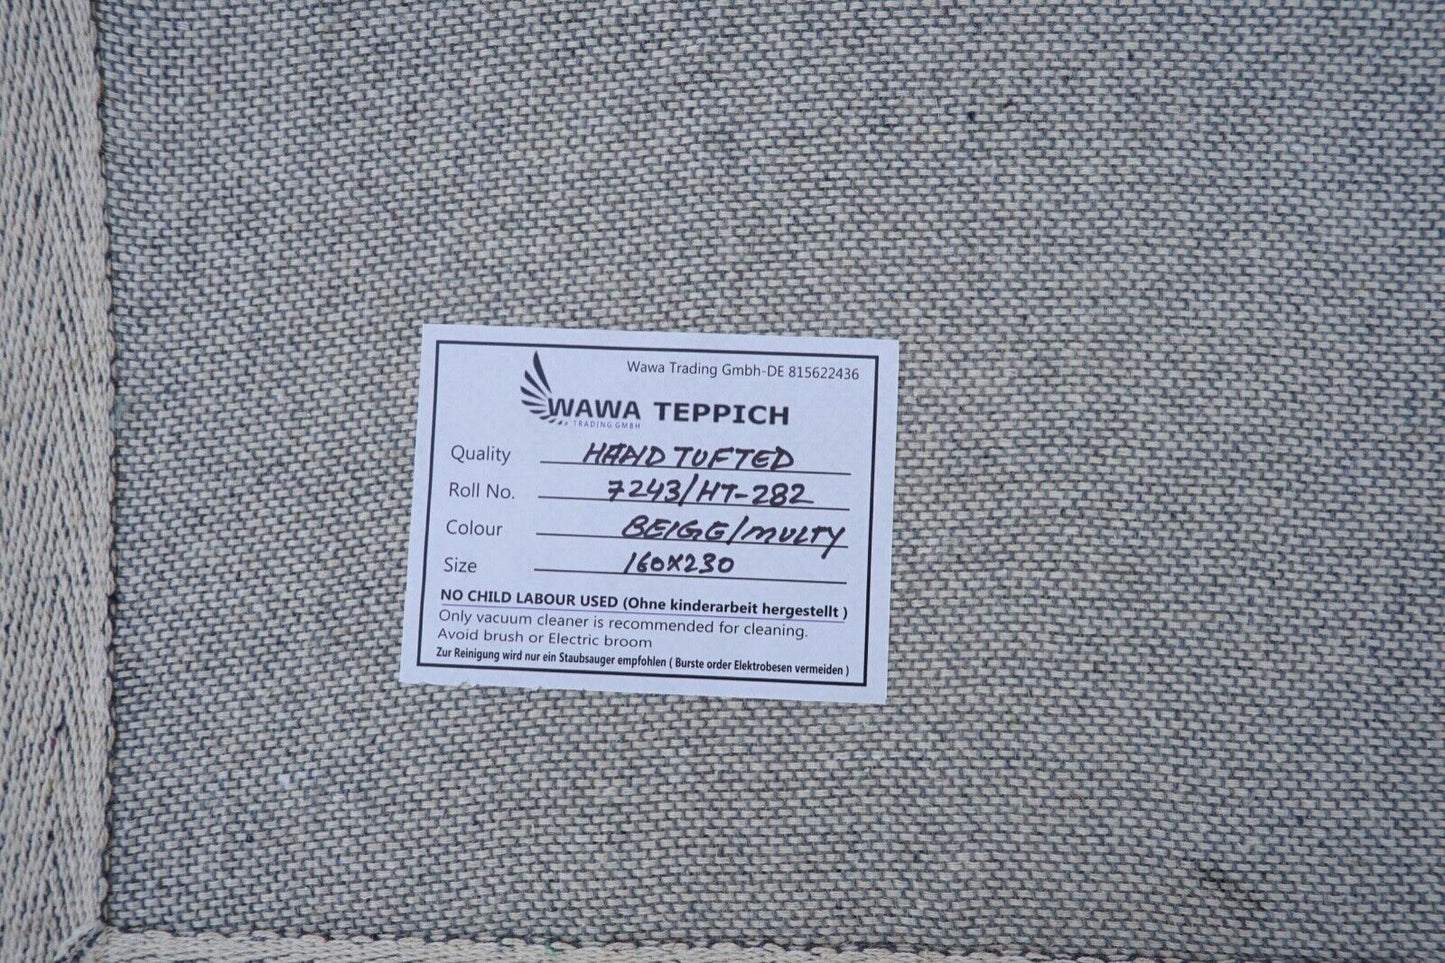 Wawa Trading Gmbh-DE 815622436
WAWA TEPPICH
TRADING GMBH
Quality HAND TUFTED
Roll No. 7243/HT-282
Colour BEIGE/MULTY
Size 160X230
NO CHILD LABOUR USED (Ohne kinderarbeit hergestellt )
Only vacuum cleaner is recommended for cleaning.
Avoid brush or Electric broom
Zur Reinigung wird nur ein Staubsauger empfohlen ( Burste order Elektrobesen vermeiden )